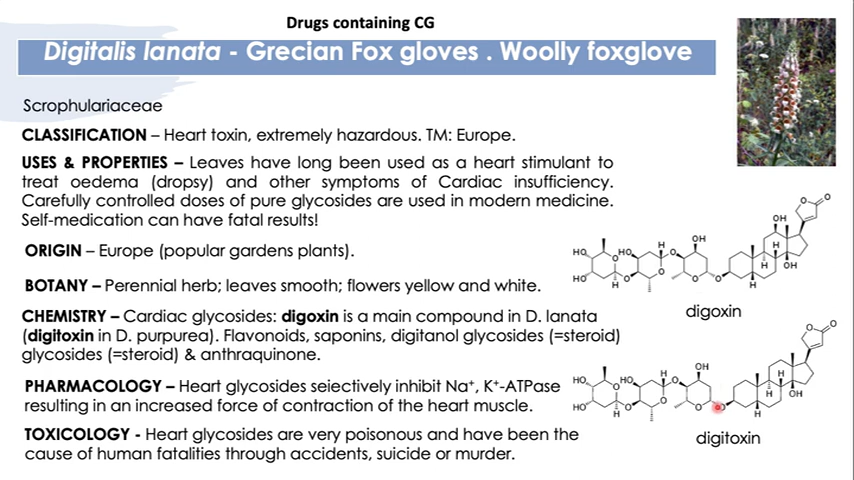 Drugs containing CG
Digitalis lanata - Grecian Fox gloves . Woolly foxglove
Scrophulariaceae
CLASSIFICATION – Heart toxin, extremely hazardous. TM: Europe.
USES & PROPERTIES – Leaves have long been used as a heart stimulant to
treat oedema (dropsy) and other symptoms of Cardiac insufficiency.
Carefully controlled doses of pure glycosides are used in modern medicine.
Self-medication can have fatal results!
ORIGIN – Europe (popular gardens plants).
BOTANY – Perennial herb; leaves smooth; flowers yellow and white.
CHEMISTRY – Cardiac glycosides: digoxin is a main compound in D. lanata
(digitoxin in D. purpurea). Flavonoids, saponins, digitanol glycosides (=steroid)
glycosides (=steroid) & anthraquinone.
PHARMACOLOGY – Heart glycosides seiectively inhibit Na⁺, K⁺-ATPase
resulting in an increased force of contraction of the heart muscle.
TOXICOLOGY - Heart glycosides are very poisonous and have been the
cause of human fatalities through accidents, suicide or murder.
digoxin
digitoxin